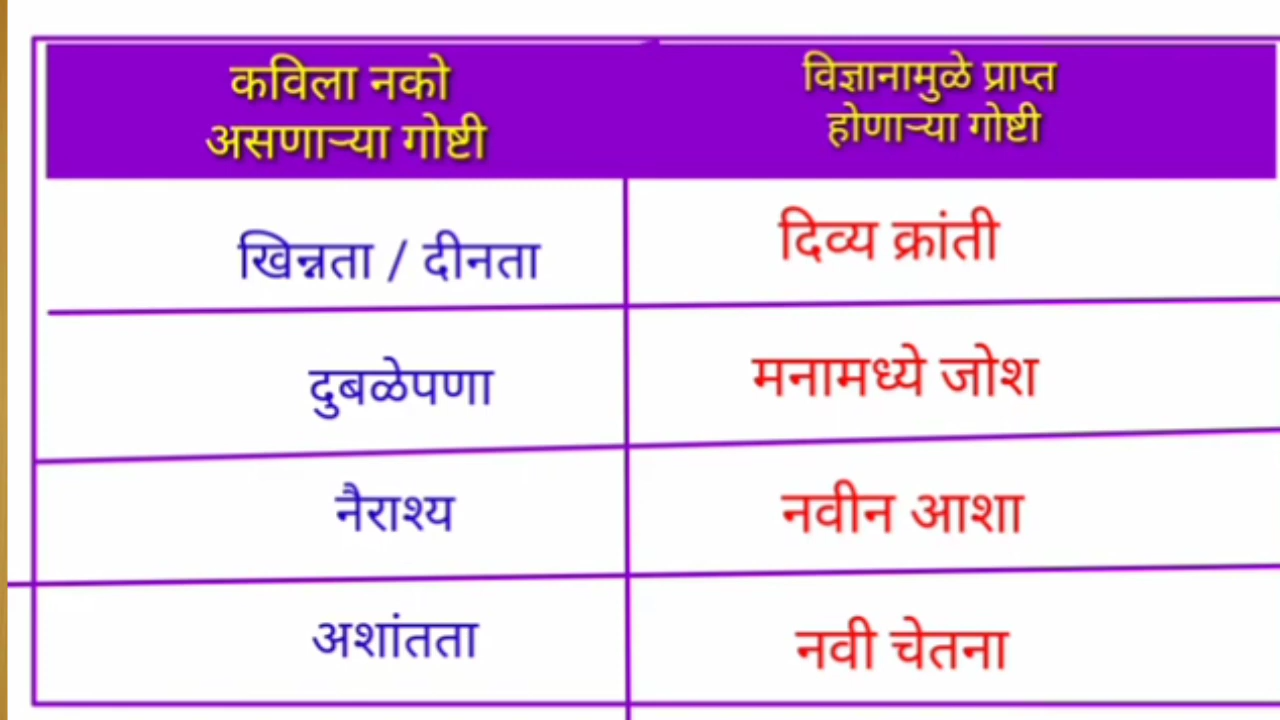 कविला नको
असणाऱ्या गोष्टी
विज्ञानामुळे प्राप्त
होणाऱ्या गोष्टी
खिन्नता / दीनता
दिव्य क्रांती
दुबळेपणा
मनामध्ये जोश
नैराश्य
नवीन आशा
अशांतता
नवी चेतना